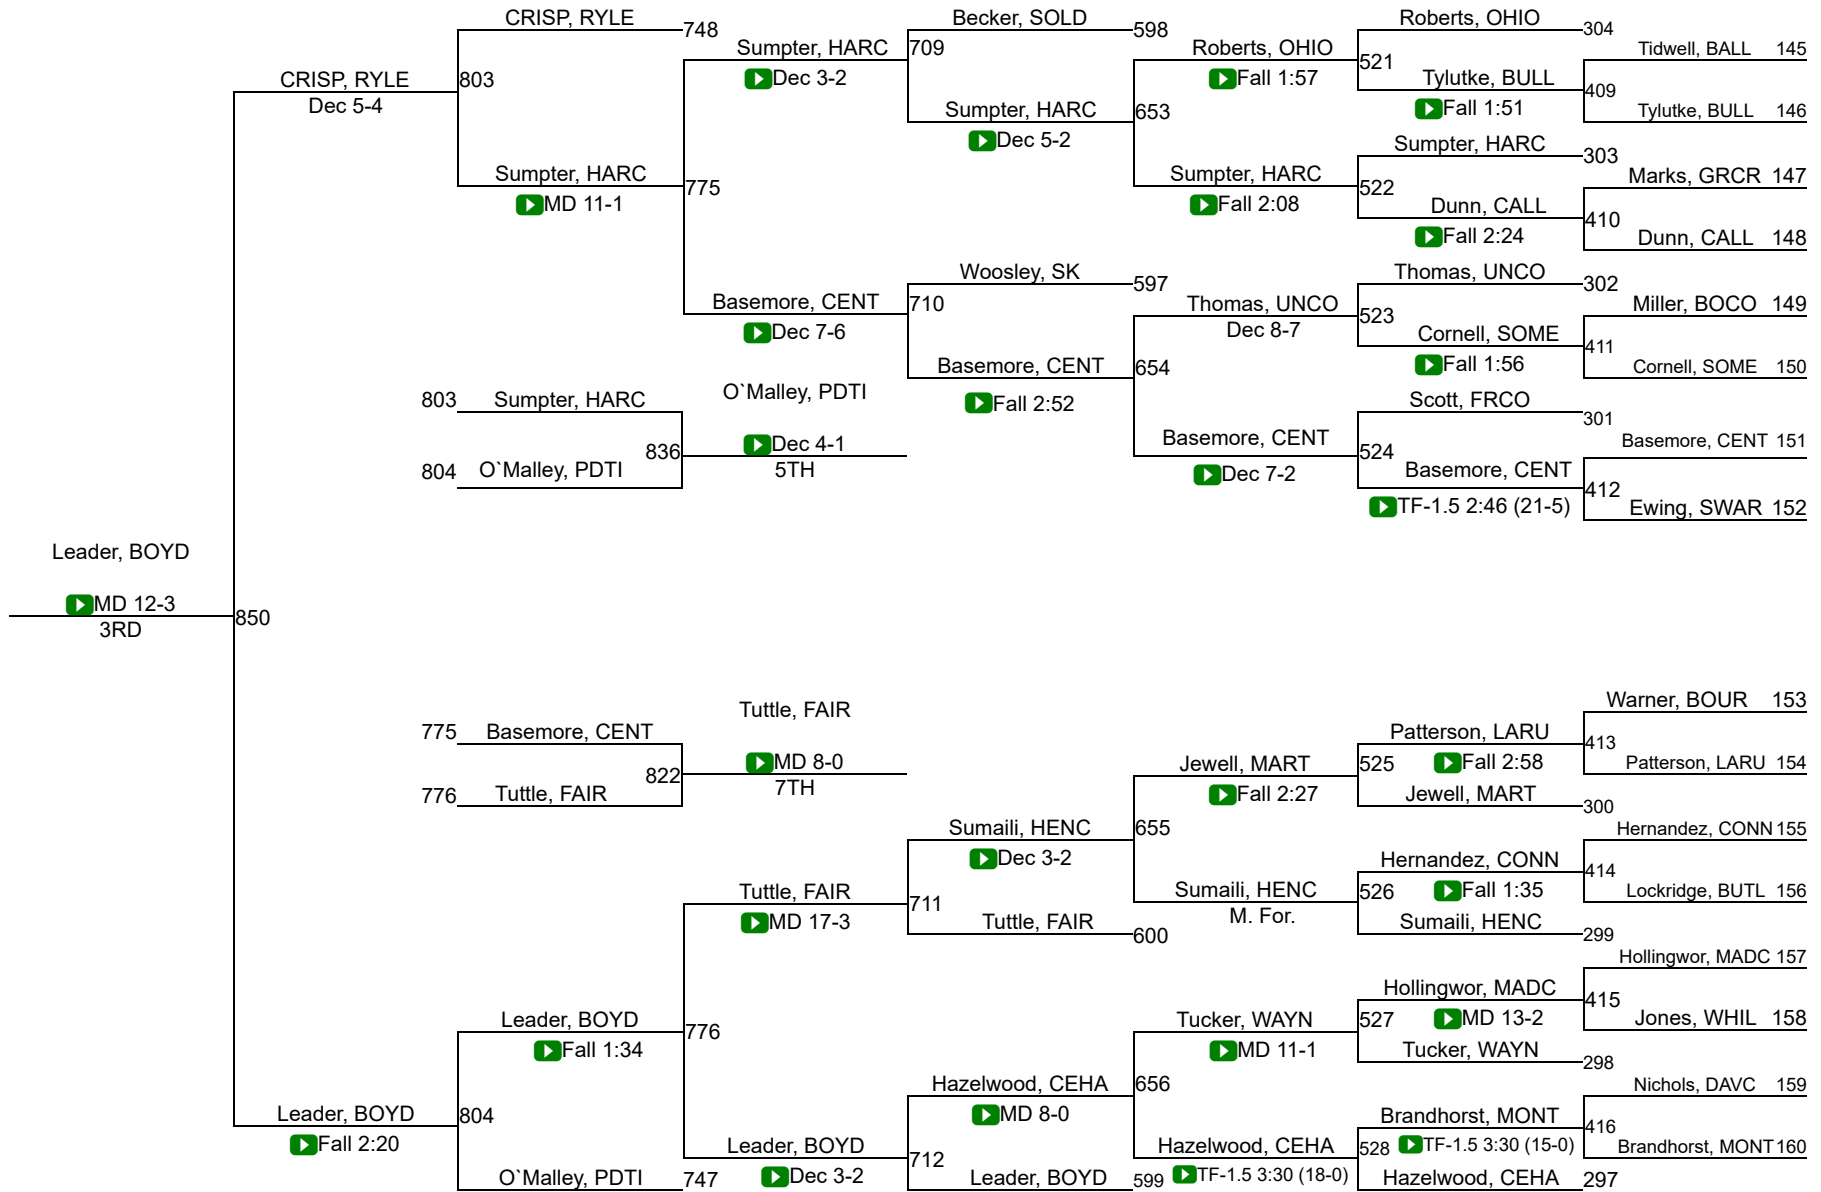 CRISP, RYLE
748
Becker, SOLD
598
Roberts, OHIO
304
Sumpter, HARC
709
Roberts, OHIO
Tidwell, BALL 145
CRISP, RYLE
803
Dec 3-2
Fall 1:57
521
Tylutke, BULL
409
Dec 5-4
Sumpter, HARC
653
Fall 1:51
Tylutke, BULL 146
Dec 5-2
Sumpter, HARC
303
Sumpter, HARC
775
Sumpter, HARC
522
Marks, GRCR 147
MD 11-1
Fall 2:08
Dunn, CALL
410
Fall 2:24
Dunn, CALL 148
Woosley, SK
597
Thomas, UNCO
302
Basemore, CENT
710
Thomas, UNCO
523
Miller, BOCO 149
Dec 7-6
Dec 8-7
Cornell, SOME
411
Basemore, CENT
654
Fall 1:56
Cornell, SOME 150
803
Sumpter, HARC
O`Malley, PDTI
Fall 2:52
Scott, FRCO
301
836
Dec 4-1
Basemore, CENT
524
Basemore, CENT 151
804
O`Malley, PDTI
5TH
Dec 7-2
Basemore, CENT
412
TF-1.5 2:46 (21-5)
Ewing, SWAR 152
Leader, BOYD
MD 12-3
850
3RD
Tuttle, FAIR
Warner, BOUR 153
775
Basemore, CENT
Patterson, LARU
413
822
MD 8-0
Jewell, MART
525
Fall 2:58
Patterson, LARU 154
776
Tuttle, FAIR
7TH
Fall 2:27
Jewell, MART
300
Sumaili, HENC
655
Hernandez, CONN 155
Dec 3-2
Hernandez, CONN
414
Tuttle, FAIR
711
Sumaili, HENC
526
Fall 1:35
Lockridge, BUTL 156
MD 17-3
Tuttle, FAIR
600
M. For.
Sumaili, HENC
299
Hollingwor, MADC 157
Leader, BOYD
776
Tucker, WAYN
527
Hollingwor, MADC
415
Fall 1:34
MD 11-1
MD 13-2
Jones, WHIL 158
Tucker, WAYN
298
Hazelwood, CEHA
656
Nichols, DAVC 159
Leader, BOYD
804
MD 8-0
Brandhorst, MONT
416
Fall 2:20
Leader, BOYD
712
Hazelwood, CEHA
528
TF-1.5 3:30 (15-0)
Brandhorst, MONT 160
O`Malley, PDTI
747
Dec 3-2
Leader, BOYD
599
TF-1.5 3:30 (18-0)
Hazelwood, CEHA
297